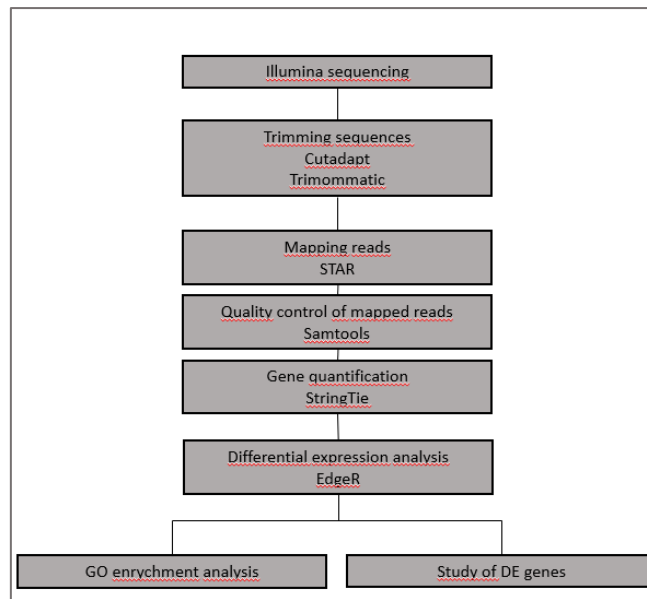 Illumina sequencing
Trimming sequences
Cutadapt
Trimommatic
Mapping reads
STAR
Quality control of mapped reads
Samtools
Gene quantification
StringTie
Differential expression analysis
EdgeR
GO enrychment analysis
Study of DE genes